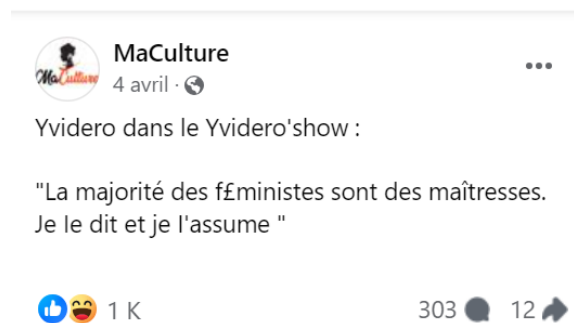 MaCulture
MaCulture
4 avril ·
Yvidero dans le Yvidero'show :
"La majorité des f£ministes sont des maîtresses.
Je le dit et je l'assume "
1 K
303
12